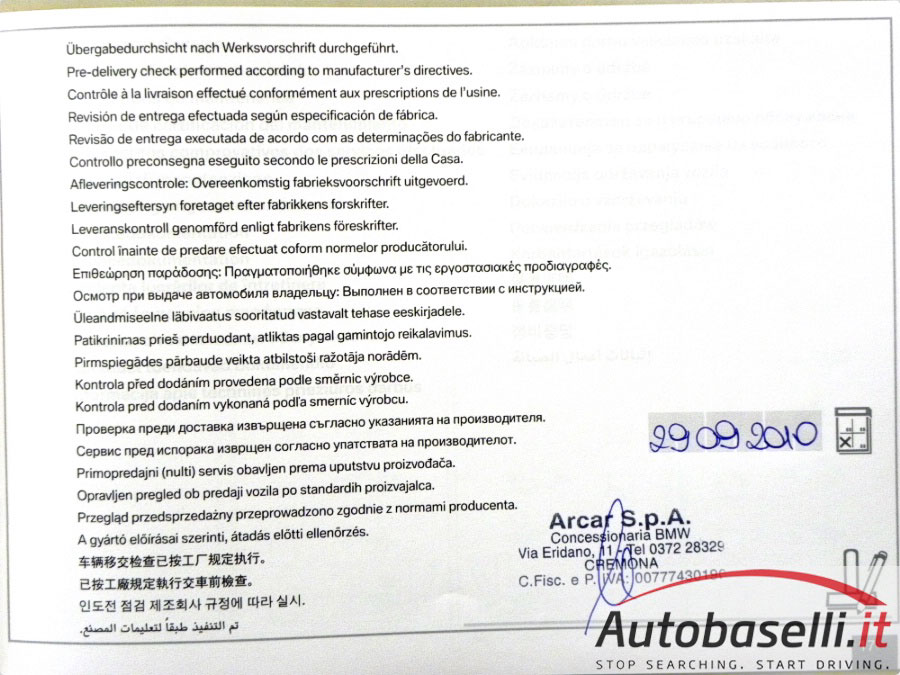 Übergabedurchsicht nach Werksvorschrift durchgeführt.
Pre-delivery check performed according to manufacturer's directives.
Contrôle à la livraison effectué conformément aux prescriptions de l'usine.
Revisión de entrega efectuada según especificación de fábrica.
Revisão de entrega executada de acordo com as determinações do fabricante.
Controllo preconsegna eseguito secondo le prescrizioni della Casa.
Afleveringscontrole: Overeenkomstig fabrieksvoorschrift uitgevoerd.
Leveringseftersyn foretaget efter fabrikkens forskrifter.
Leveranskontroll genomförd enligt fabrikens föreskrifter.
Control înainte de predare efectuat coform normelor producătorului.
Επιθεώρηση παράδοσης: Πραγματοποιήθηκε σύμφωνα με τις εργοστασιακές προδιαγραφές.
Осмотр при выдаче автомобиля владельцу: Выполнен в соответствии с инструкцией.
Üleandmiseelne läbivaatus sooritatud vastavalt tehase eeskirjadele.
Patikrinimas prieš perduodant, atliktas pagal gamintojo reikalavimus.
Pirmspiegādes pārbaude veikta atbilstoši ražotāja norādēm.
Kontrola před dodáním provedena podle směrnic výrobce.
Kontrola pred dodaním vykonaná podľa smerníc výrobcu.
Проверка преди доставка извърщена съгласно указанията на производителя.
Сервис пред испорака изврщен согласно упатствата на производителот.
Primopredajni (nulti) servis obavljen prema uputstvu proizvođača.
Opravljen pregled ob predaji vozila po standardih proizvajalca.
Przegląd przedsprzedażny przeprowadzono zgodnie z normami producenta.
A gyártó előírásai szerinti, átadás előtti ellenőrzés.
车辆移交检查已按工厂规定执行。
已按工廠規定執行交車前檢查。
인도전 점검 제조회사 규정에 따라 실시.
تم التنفيذ طبقاً لتعليمات المصنع.
29 09 2010
Arcar S.p.A.
Concessionaria BMW
Via Eridano, 11 - Tel 0372 28329
CREMONA
C.Fisc. e P. IVA:
Autobaselli.it
STOP SEARCHING. START DRIVING.